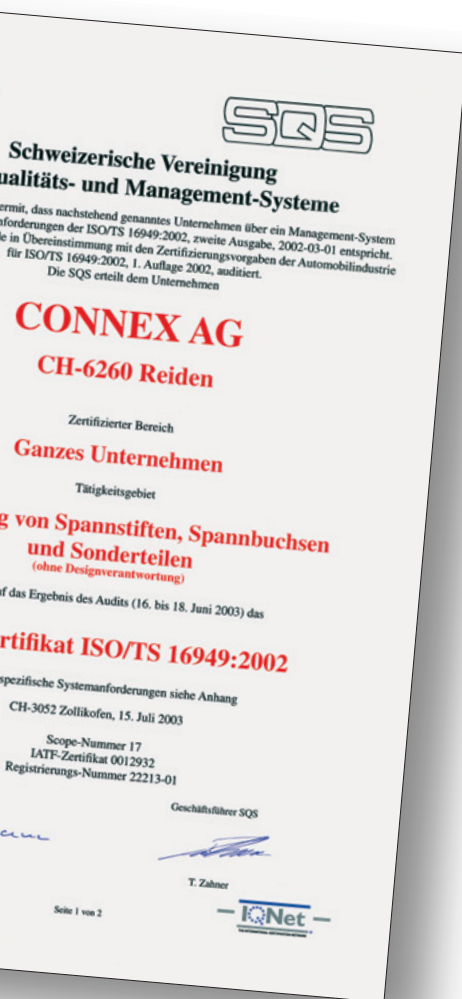 SQS
Schweizerische Vereinigung
ualitäts- und Management-Systeme
ermit, dass nachstehend genanntes Unternehmen über ein Management-System
nforderungen der ISO/TS 16949:2002, zweite Ausgabe, 2002-03-01 entspricht.
le in Übereinstimmung mit den Zertifizierungsvorgaben der Automobilindustrie
für ISO/TS 16949:2002, 1. Auflage 2002, auditiert.
Die SQS erteilt dem Unternehmen
CONNEX AG
CH-6260 Reiden
Zertifizierter Bereich
Ganzes Unternehmen
Tätigkeitsgebiet
g von Spannstiften, Spannbuchsen
und Sonderteilen
(ohne Designverantwortung)
f das Ergebnis des Audits (16. bis 18. Juni 2003) das
rtifikat ISO/TS 16949:2002
spezifische Systemanforderungen siehe Anhang
CH-3052 Zollikofen, 15. Juli 2003
Scope-Nummer 17
IATF-Zertifikat 0012932
Registrierungs-Nummer 22213-01
Geschäftsführer SQS
T. Zahner
Seite 1 von 2
IQNet